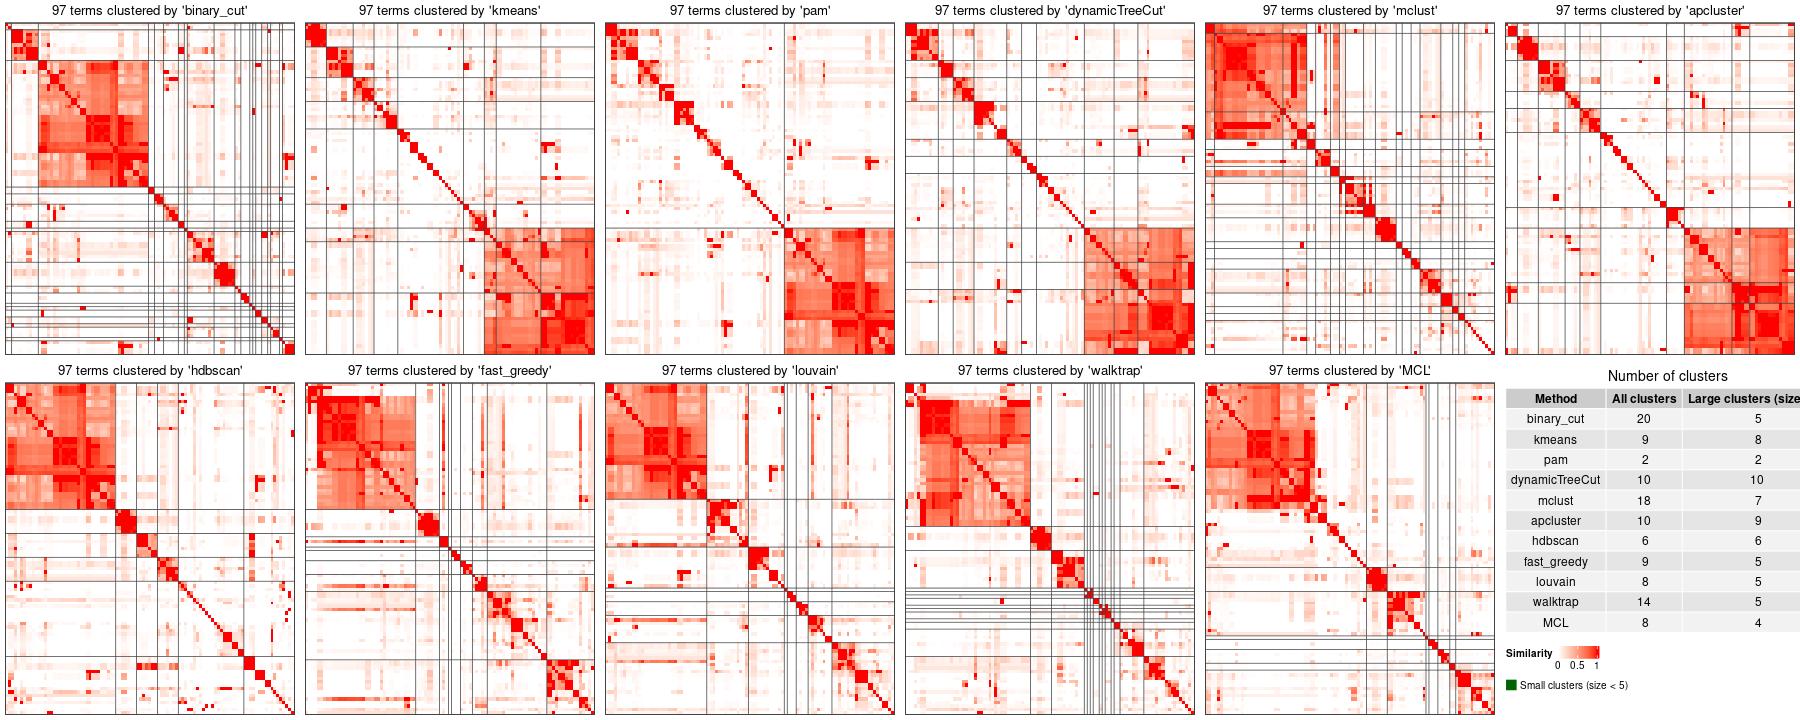 97 terms clustered by 'binary_cut'
97 terms clustered by 'kmeans'
97 terms clustered by 'pam'
97 terms clustered by 'dynamicTreeCut'
97 terms clustered by 'mclust'
97 terms clustered by 'apcluster'
97 terms clustered by 'hdbscan'
97 terms clustered by 'fast_greedy'
97 terms clustered by 'louvain'
97 terms clustered by 'walktrap'
97 terms clustered by 'MCL'
Number of clusters
Method All clusters Large clusters (size
binary_cut 20 5
kmeans 9 8
pam 2 2
dynamicTreeCut 10 10
mclust 18 7
apcluster 10 9
hdbscan 6 6
fast_greedy 9 5
louvain 8 5
walktrap 14 5
MCL 8 4
Similarity
0 0.5 1
Small clusters (size < 5)